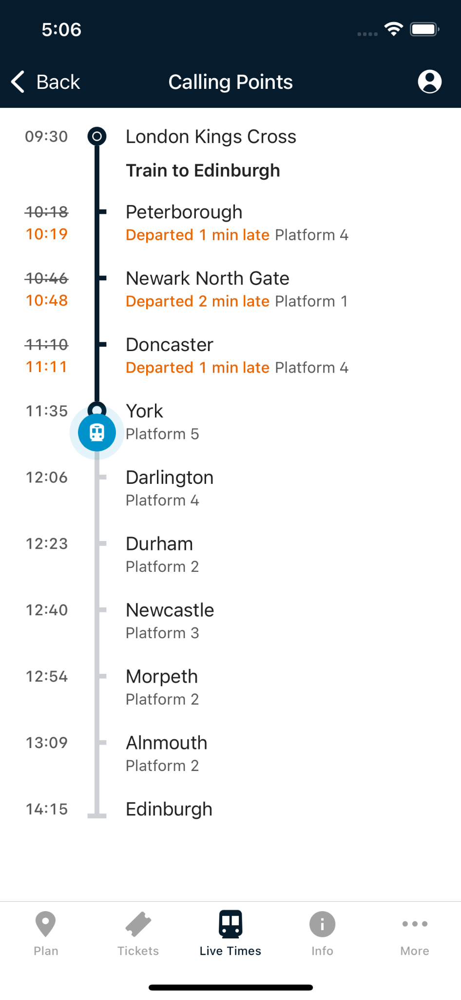 5:06
Back
Calling Points
09:30 London Kings Cross
Train to Edinburgh
10:18 Peterborough
10:19 Departed 1 min late Platform 4
10:46 Newark North Gate
10:48 Departed 2 min late Platform 1
11:10 Doncaster
11:11 Departed 1 min late Platform 4
11:35 York
Platform 5
12:06 Darlington
Platform 4
12:23 Durham
Platform 2
12:40 Newcastle
Platform 3
12:54 Morpeth
Platform 2
13:09 Alnmouth
Platform 2
14:15 Edinburgh
Plan Tickets Live Times Info More